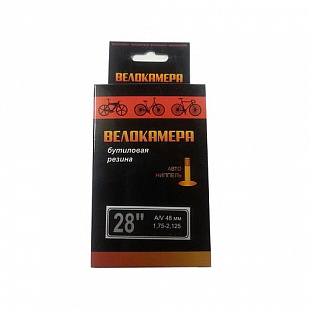 ВЕЛОКАМЕРА
ВЕЛОКАМЕРА
бутиловая
резина
АВТО
НИППЕЛЬ
28"
A/V 48 мм
1,75-2,125